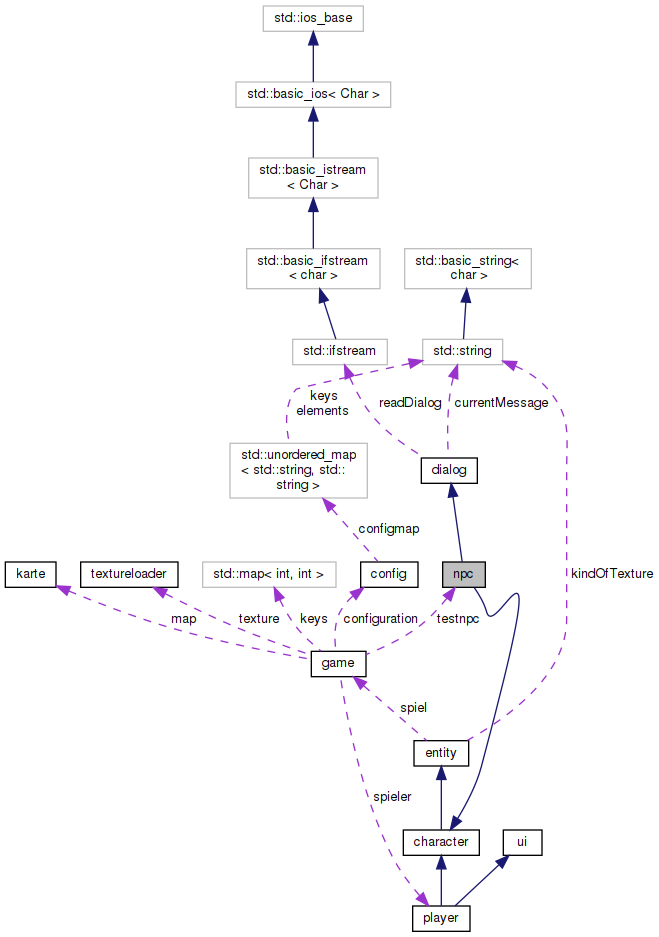 std::ios_base
std::basic_ios< Char >
std::basic_istream
< Char >
std::basic_ifstream
< char >
std::basic_string<
char >
std::ifstream
std::string
keys
elements
readDialog
currentMessage
std::unordered_map
< std::string, std::
string >
dialog
configmap
karte
textureloader
std::map< int, int >
config
npc
kindOfTexture
map
texture
keys
configuration
testnpc
game
spiel
entity
spieler
character
ui
player